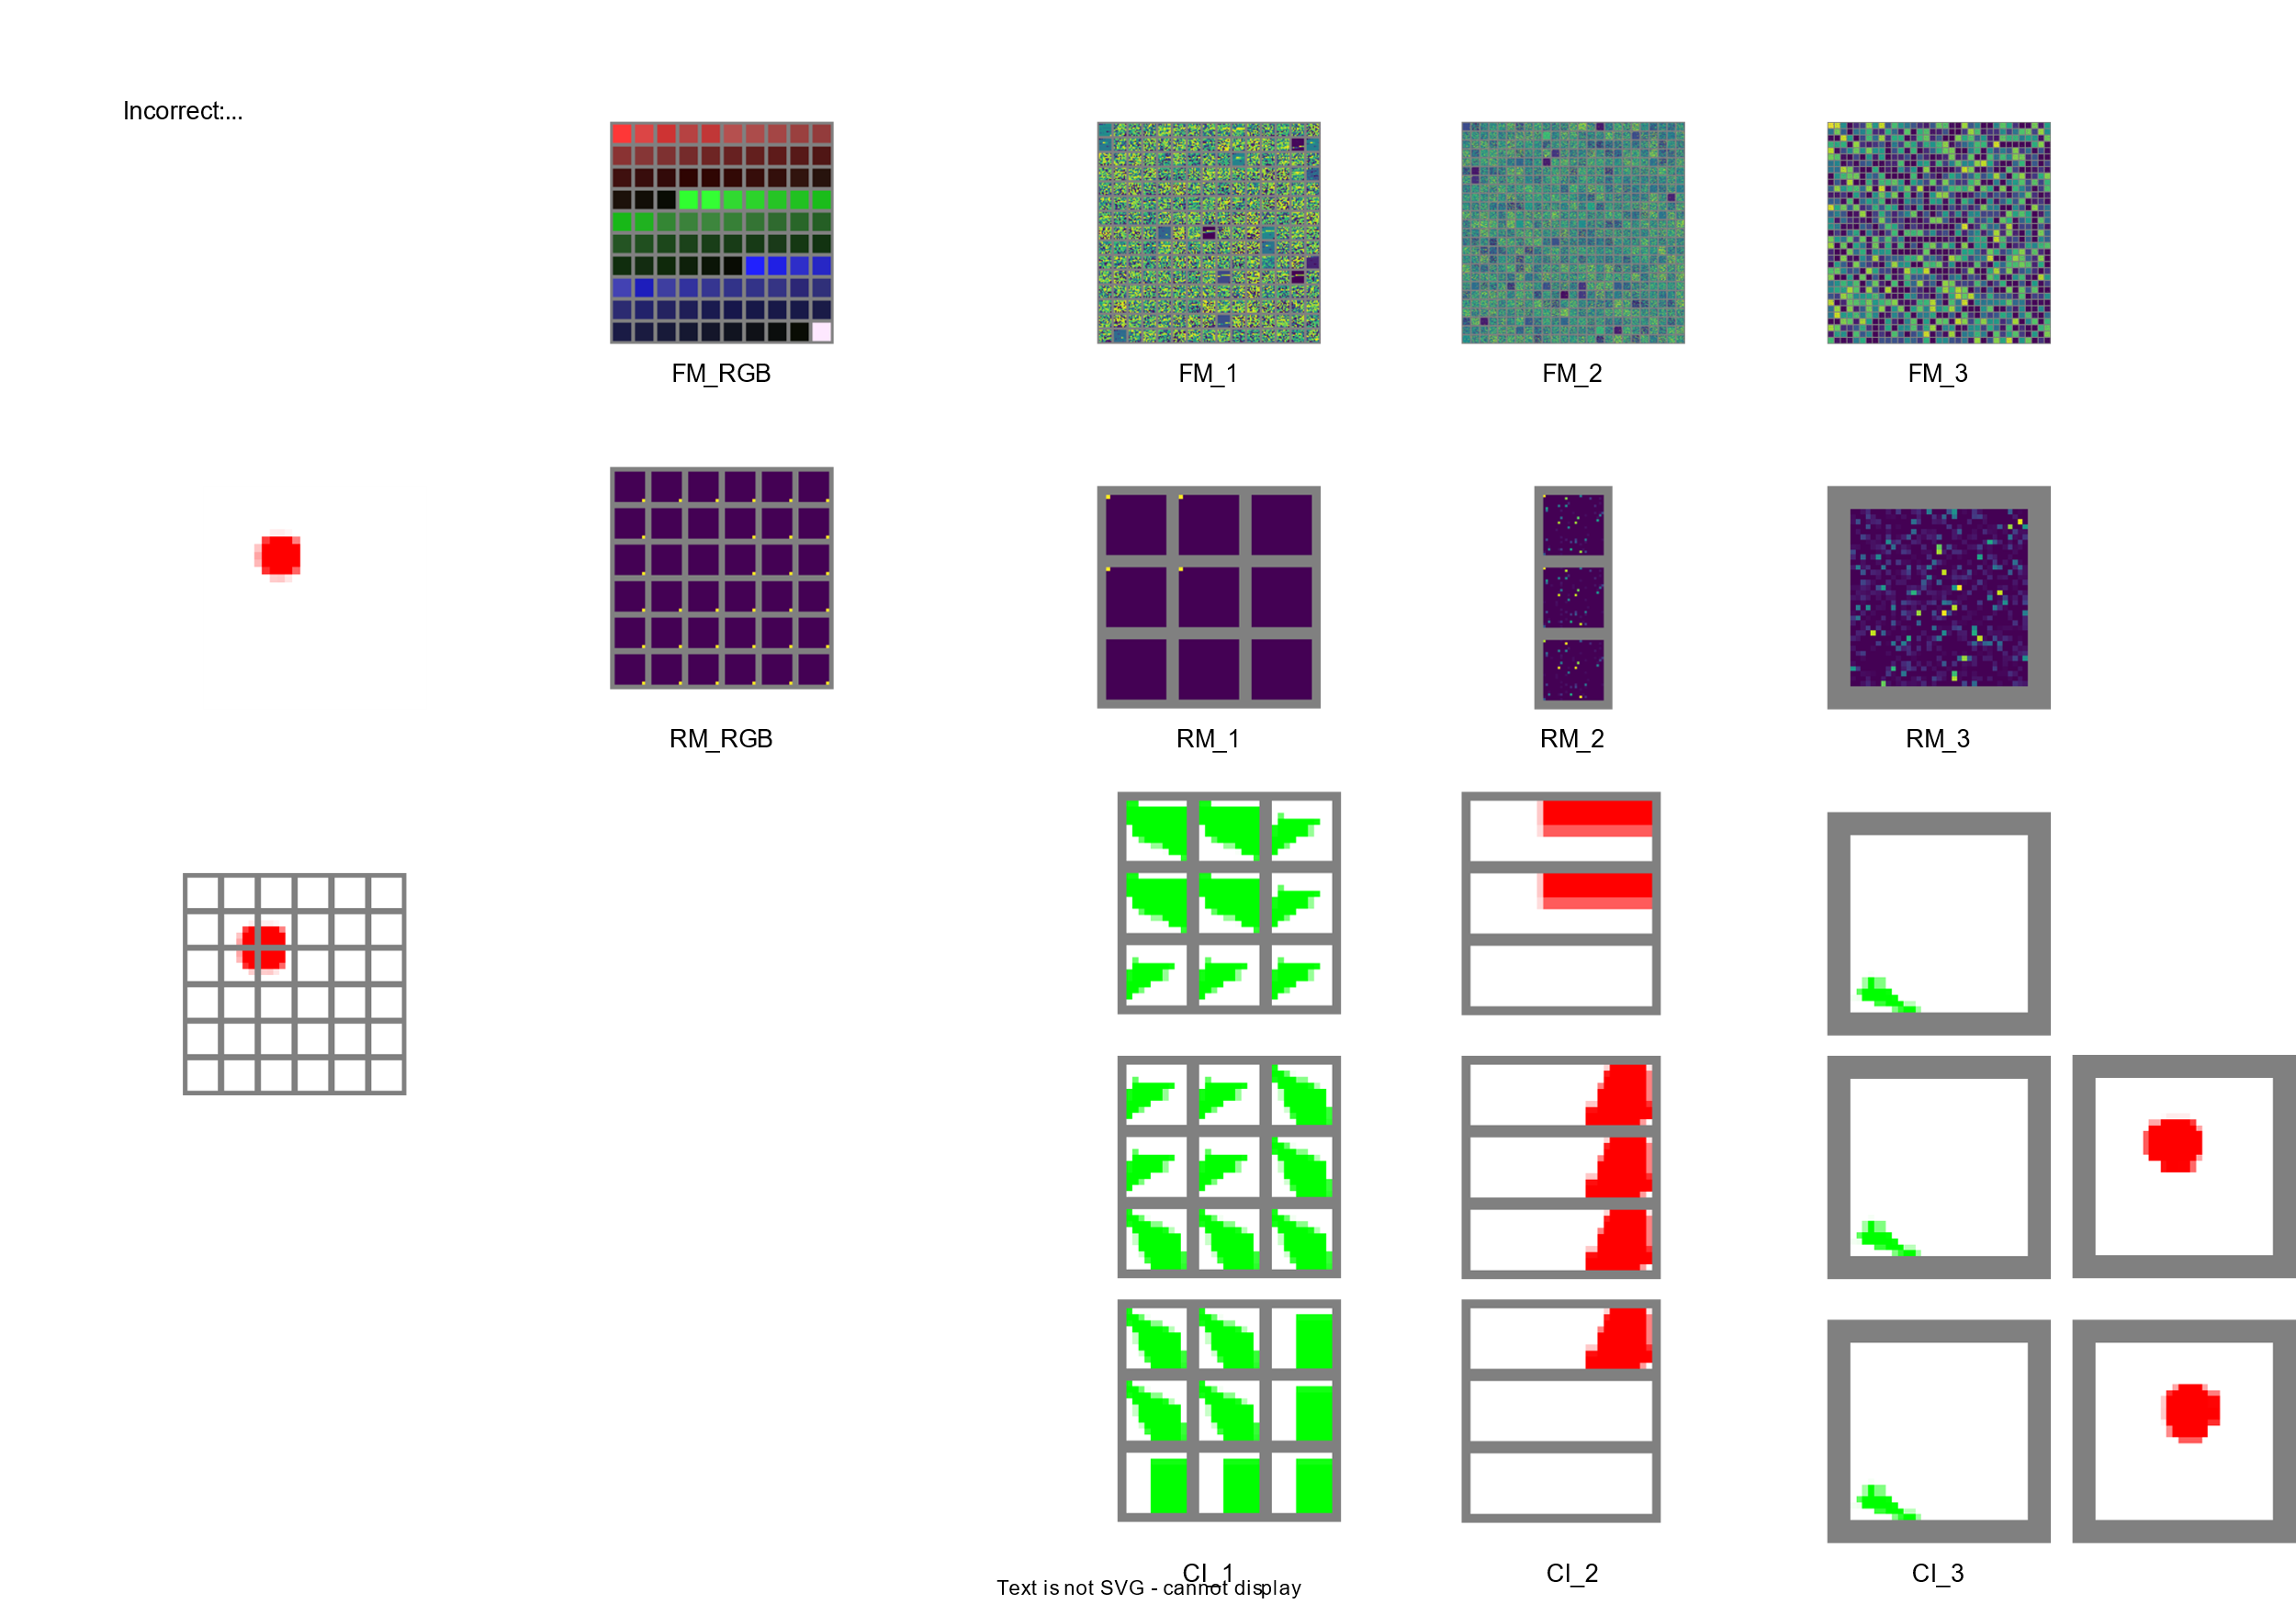 Incorrect:...
FM_RGB
FM_1
FM_2
FM_3
RM_RGB
RM_1
RM_2
RM_3
CI_1
CI_2
CI_3
Text is not SVG - cannot display